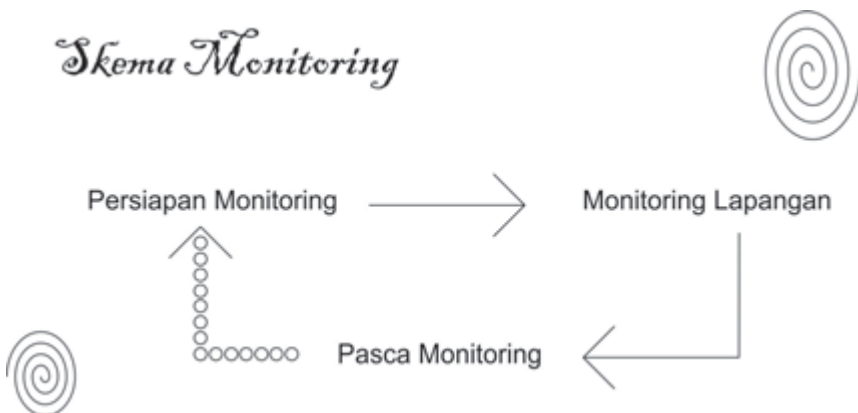 Skema Monitoring
Persiapan Monitoring
Monitoring Lapangan
Pasca Monitoring